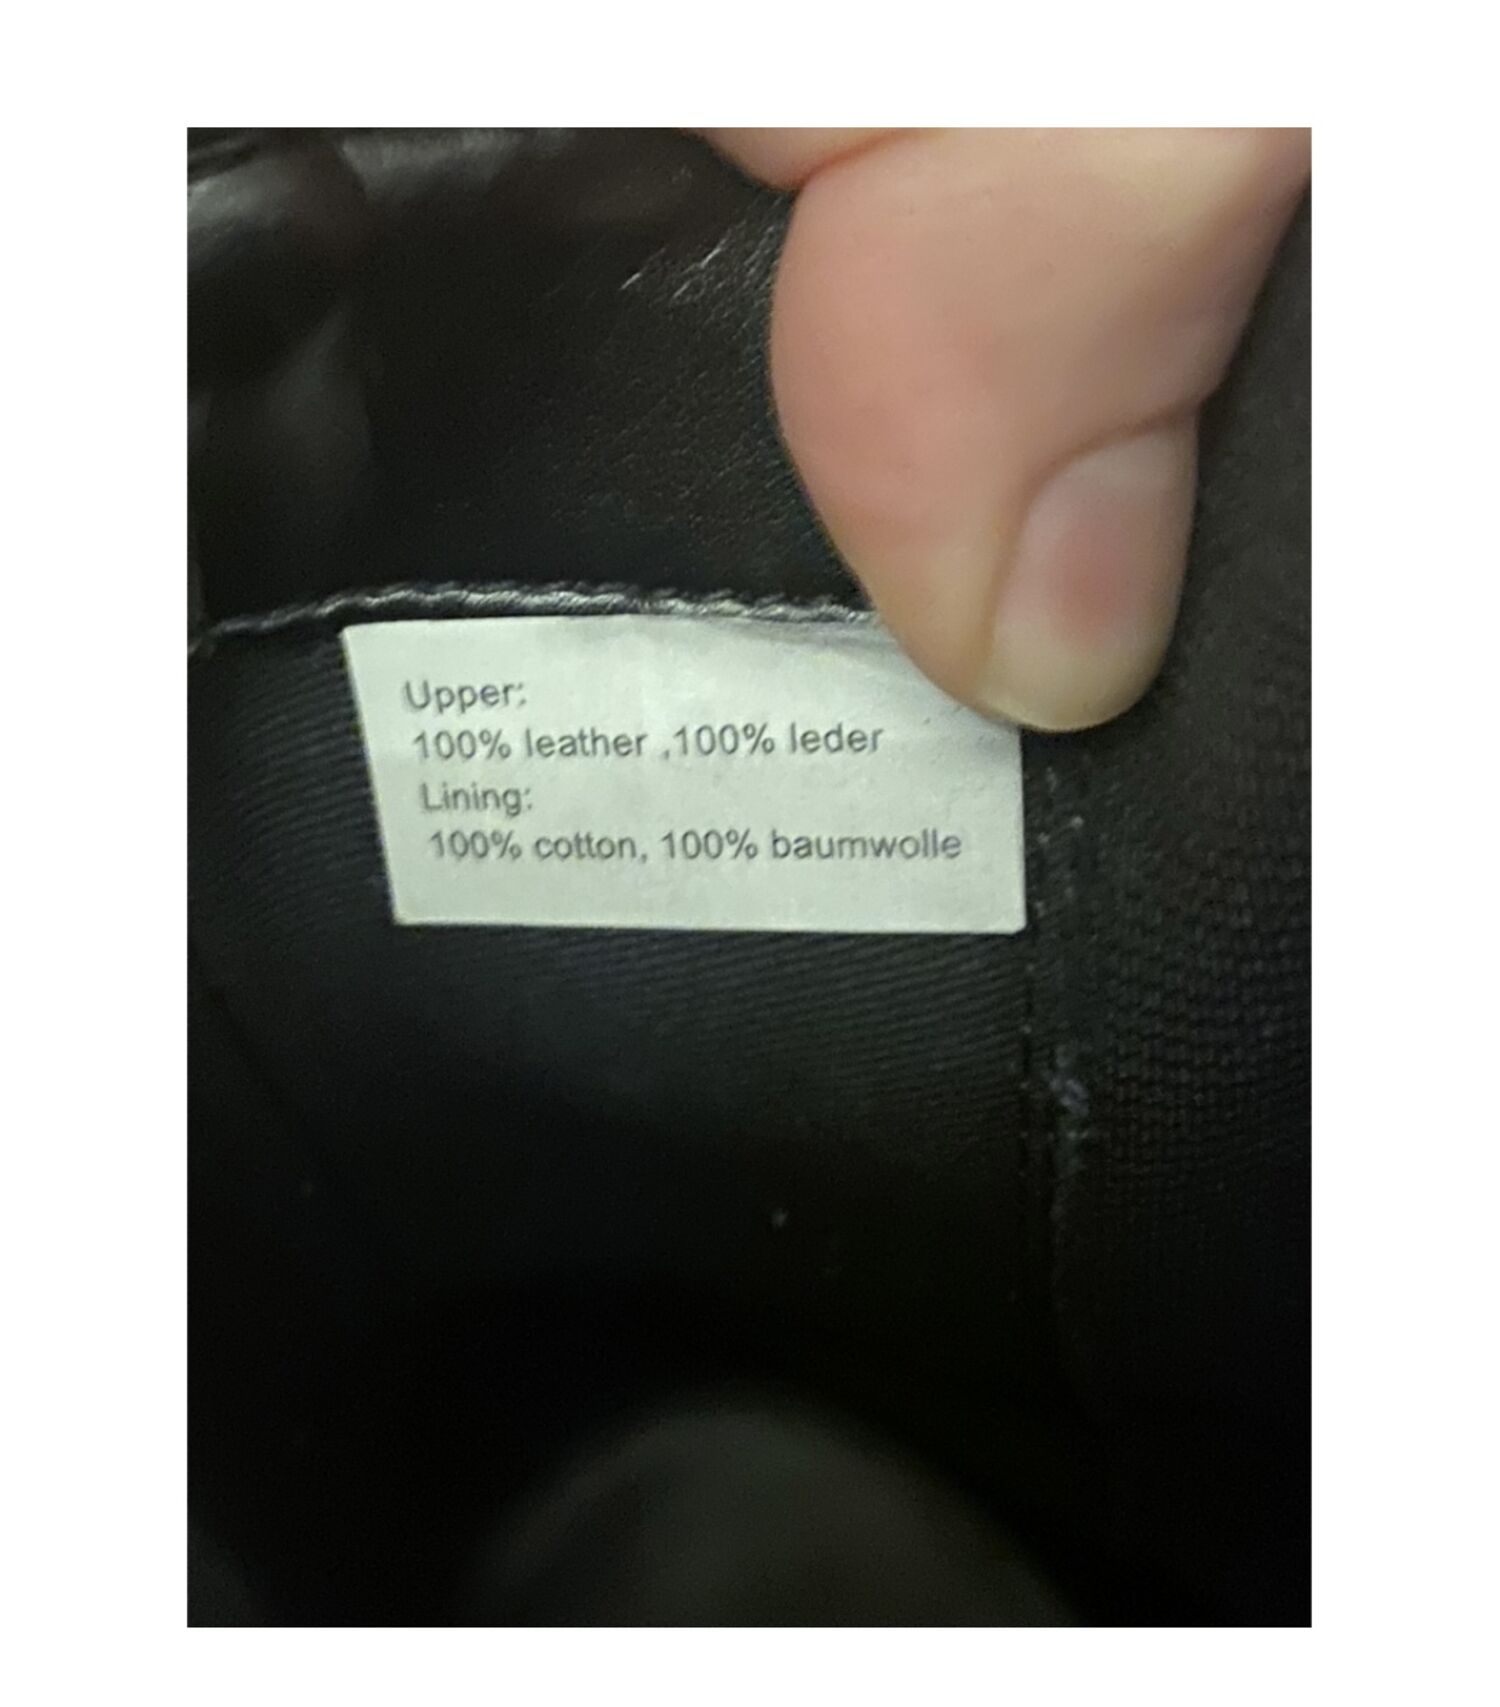 Upper:
100% leather ,100% leder
Lining:
100% cotton, 100% baumwolle